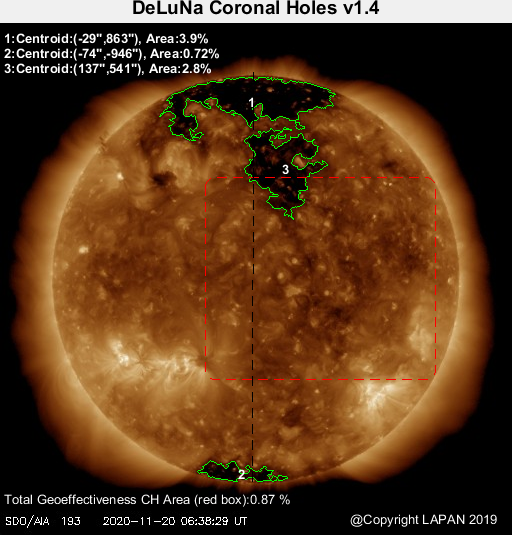 DeLuNa Coronal Holes v1.4
1:Centroid:(-29",863"), Area:3.9%
2:Centroid:(-74",-946"), Area:0.72%
3:Centroid:(137",541"), Area:2.8%
1
3
2
Total Geoeffectiveness CH Area (red box):0.87 %
SDO/AIA 193 2020-11-20 06:38:29 UT
@Copyright LAPAN 2019